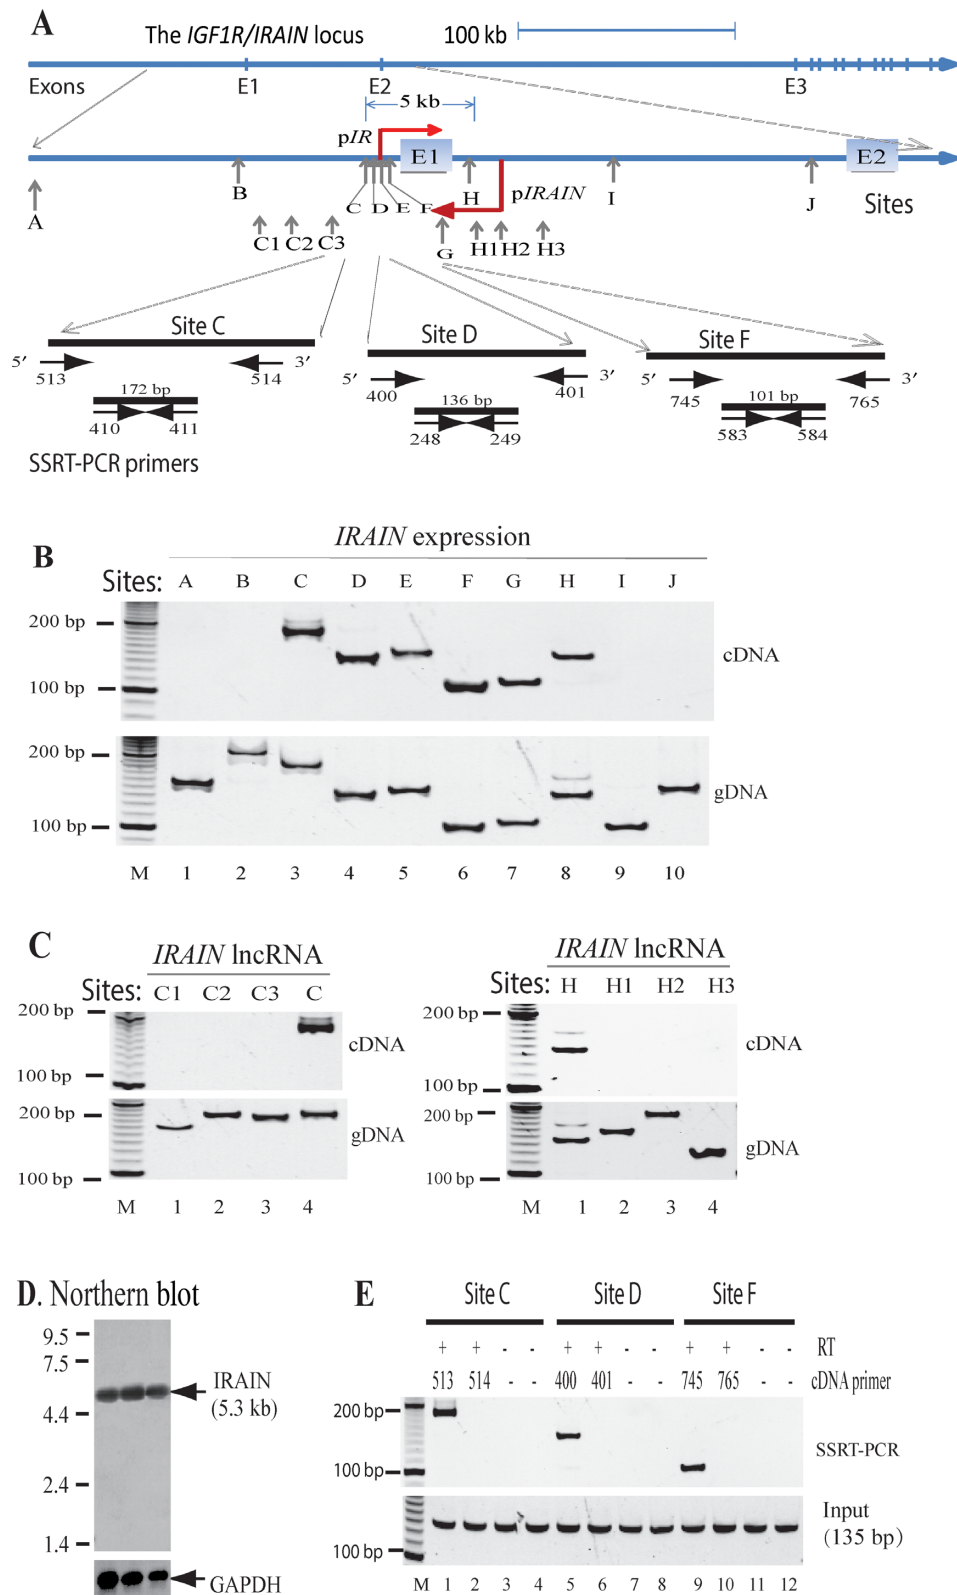 A
The IGF1R/IRAIN locus
100 kb
Exons
E1
E2
E3
5 kb
pIR
E1
E2
A
B
C
D
E
F
H
pIRAIN
I
J
Sites
C1
C2
C3
G
H1
H2
H3
Site C
Site D
Site F
5′
3′
513
514
172 bp
410
411
5′
3′
400
401
136 bp
248
249
5′
3′
745
765
101 bp
583
584
SSRT-PCR primers
B
IRAIN expression
Sites: A B C D E F G H I J
200 bp
100 bp
cDNA
200 bp
100 bp
gDNA
M 1 2 3 4 5 6 7 8 9 10
C
IRAIN lncRNA
Sites: C1 C2 C3 C
200 bp
100 bp
cDNA
200 bp
100 bp
gDNA
M 1 2 3 4
IRAIN lncRNA
Sites: H H1 H2 H3
200 bp
100 bp
cDNA
200 bp
100 bp
gDNA
M 1 2 3 4
D. Northern blot
9.5
7.5
4.4
2.4
1.4
IRAIN
(5.3 kb)
GAPDH
E
Site C Site D Site F
+ + - - + + - - + + - - RT
513 514 - - 400 401 - - 745 765 - - cDNA primer
200 bp
100 bp
SSRT-PCR
100 bp
Input
(135 bp)
M 1 2 3 4 5 6 7 8 9 10 11 12